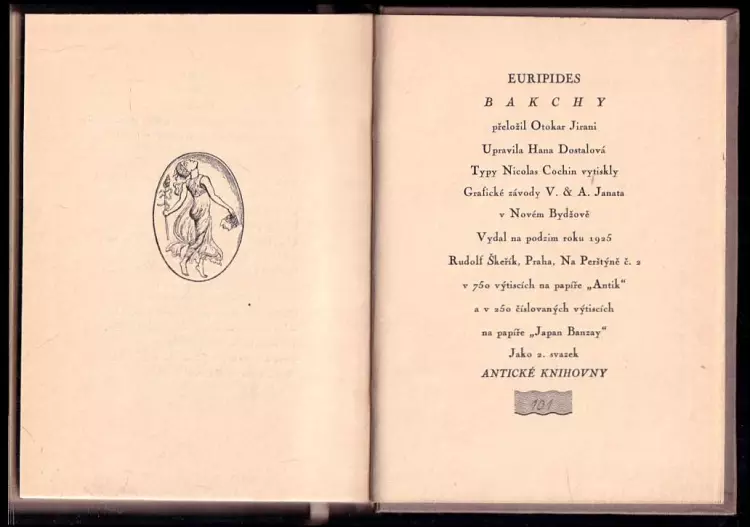 EURIPIDES
BAKCHY
přeložil Otokar Jirani
Upravila Hana Dostalová
Typy Nicolas Cochin vytiskly
Grafické závody V. & A. Janata
v Novém Bydžově
Vydal na podzim roku 1925
Rudolf Škeřík, Praha, Na Perštýně č. 2
v 750 výtiscích na papíře „Antik"
a v 250 číslovaných výtiscích
na papíře „Japan Banzay"
Jako 2. svazek
ANTICKÉ KNIHOVNY
191